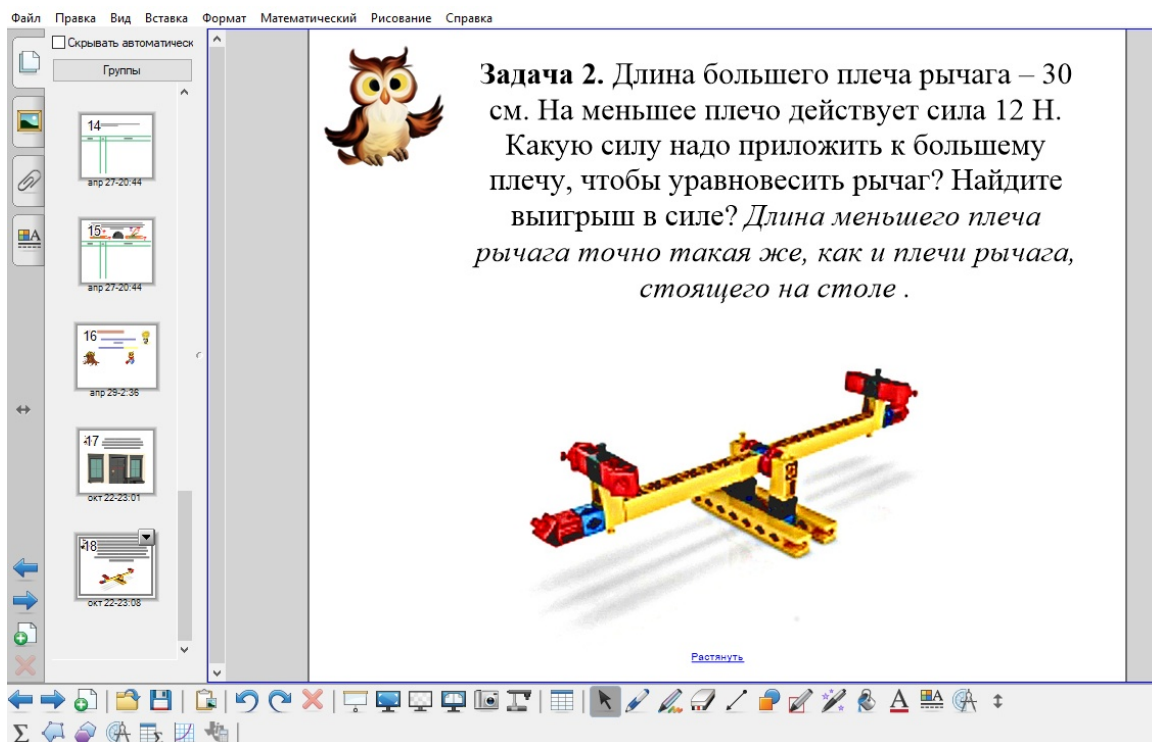 Файл Правка Вид Вставка Формат Математический Рисование Справка
Скрывать автоматическ
Группы
14
апр 27-20:44
15
апр 27-20:44
16
апр 29-2:36
17
окт 22-23:01
18
окт 22-23:08
Задача 2. Длина большего плеча рычага – 30
см. На меньшее плечо действует сила 12 Н.
Какую силу надо приложить к большему
плечу, чтобы уравновесить рычаг? Найдите
выигрыш в силе? Длина меньшего плеча
рычага точно такая же, как и плечи рычага,
стоящего на столе .
Растянуть